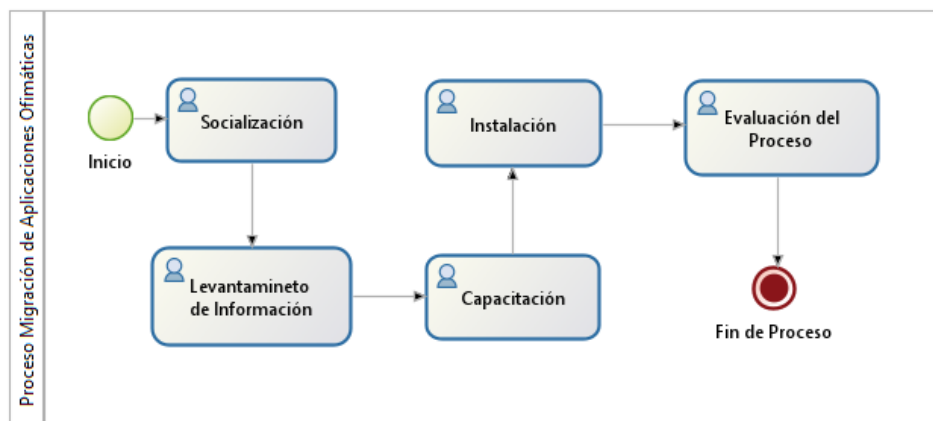 Proceso Migración de Aplicaciones Ofimáticas
Inicio
Socialización
Levantamineto
de Información
Capacitación
Instalación
Evaluación del
Proceso
Fin de Proceso